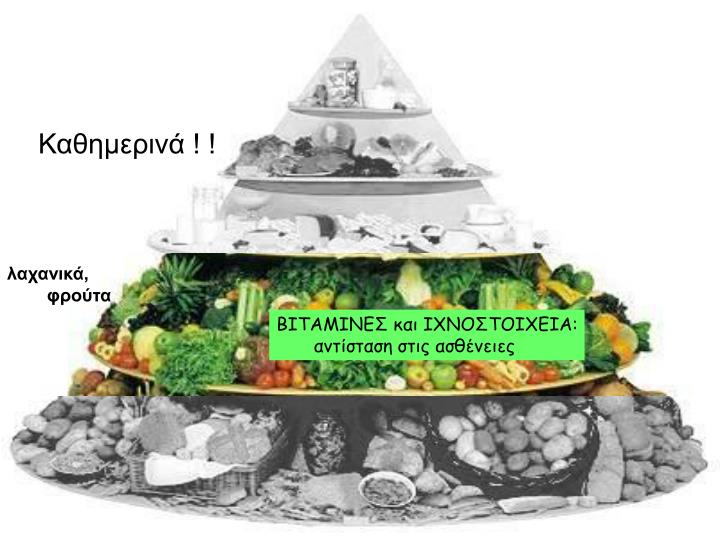 Καθημερινά ! !
λαχανικά,
φρούτα
ΒΙΤΑΜΙΝΕΣ και ΙΧΝΟΣΤΟΙΧΕΙΑ:
αντίσταση στις ασθένειες